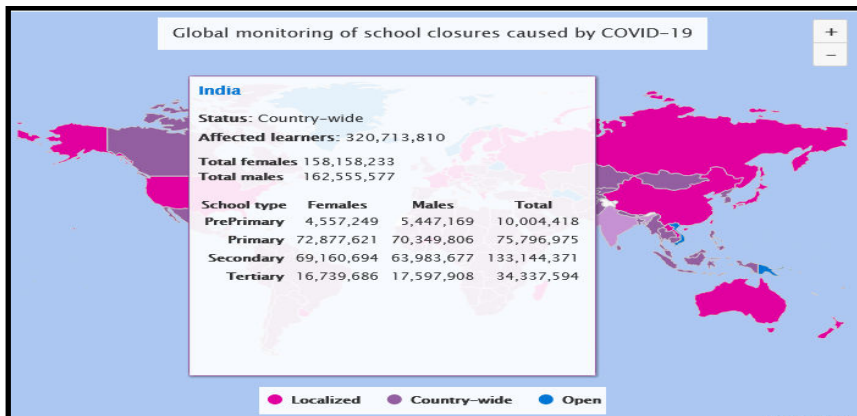 Global monitoring of school closures caused by COVID-19
+
−
India
Status: Country-wide
Affected learners: 320,713,810
Total females 158,158,233
Total males 162,555,577
School type Females Males Total
PrePrimary 4,557,249 5,447,169 10,004,418
Primary 72,877,621 70,349,806 75,796,975
Secondary 69,160,694 63,983,677 133,144,371
Tertiary 16,739,686 17,597,908 34,337,594
Localized Country-wide Open